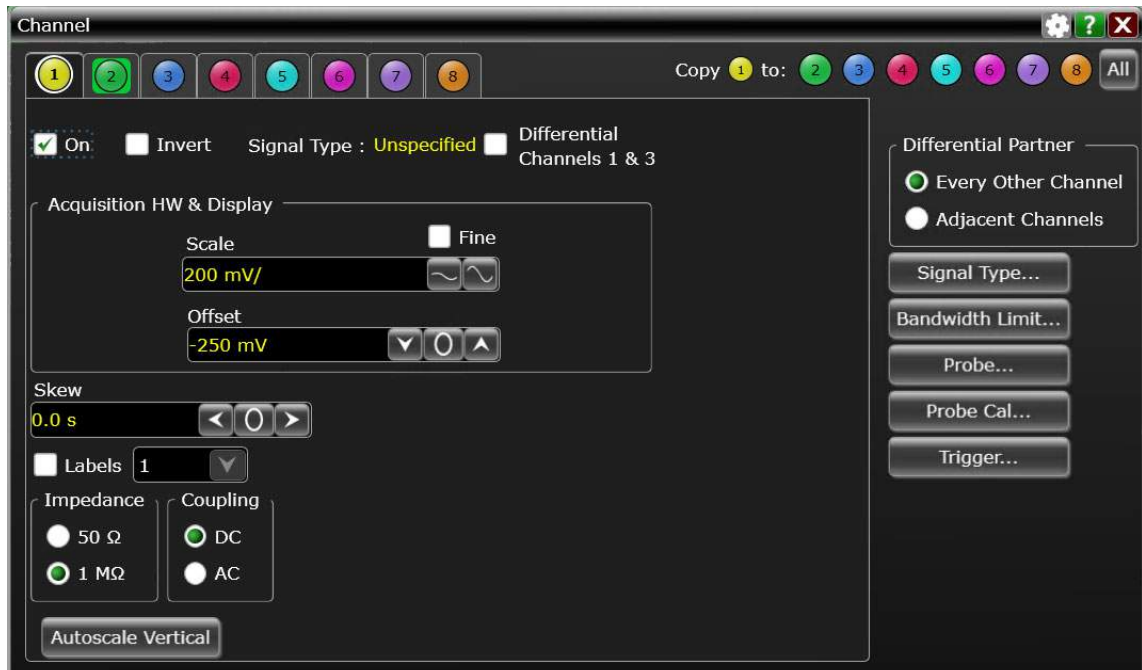 Channel ?  X
1 2 3 4 5 6 7 8 Copy 1 to: 2 3 4 5 6 7 8 All
On Invert Signal Type : Unspecified Differential
Channels 1 & 3
Differential Partner
Every Other Channel
Adjacent Channels
Acquisition HW & Display
Scale Fine
200 mV/
Offset
-250 mV 0
Signal Type...
Bandwidth Limit...
Probe...
Probe Cal...
Trigger...
Skew
0.0 s 0
Labels 1
Impedance Coupling
50 Ω DC
1 MΩ AC
Autoscale Vertical